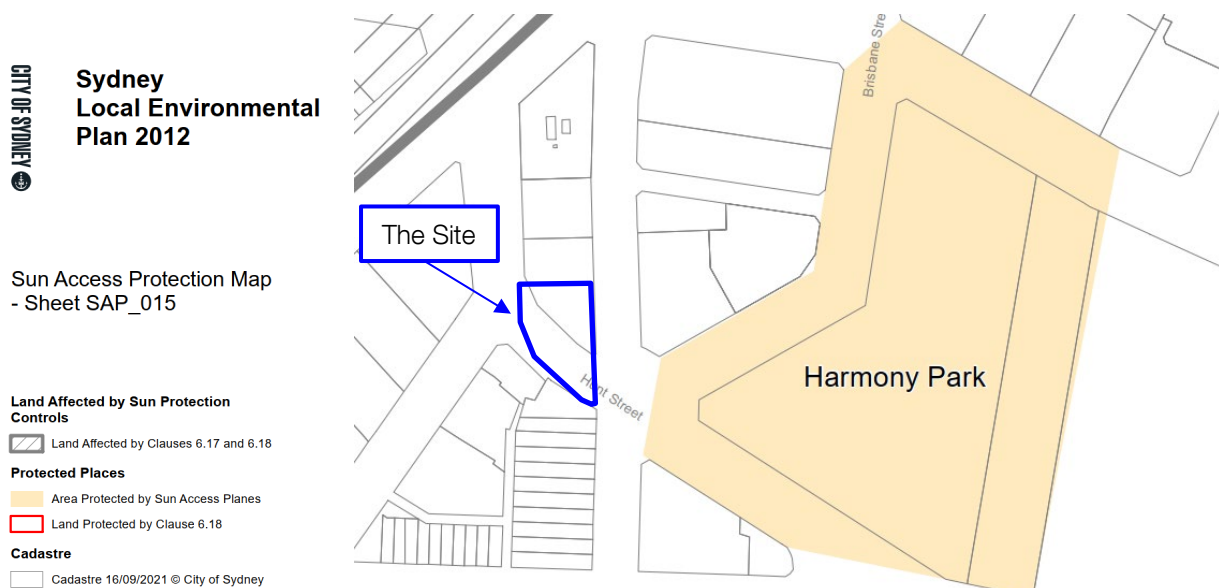 CITY OF SYDNEY
Sydney
Local Environmental
Plan 2012
Sun Access Protection Map
- Sheet SAP_015
Land Affected by Sun Protection
Controls
Land Affected by Clauses 6.17 and 6.18
Protected Places
Area Protected by Sun Access Planes
Land Protected by Clause 6.18
Cadastre
Cadastre 16/09/2021 © City of Sydney
The Site
Brisbane Stre
Hunt Street
Harmony Park